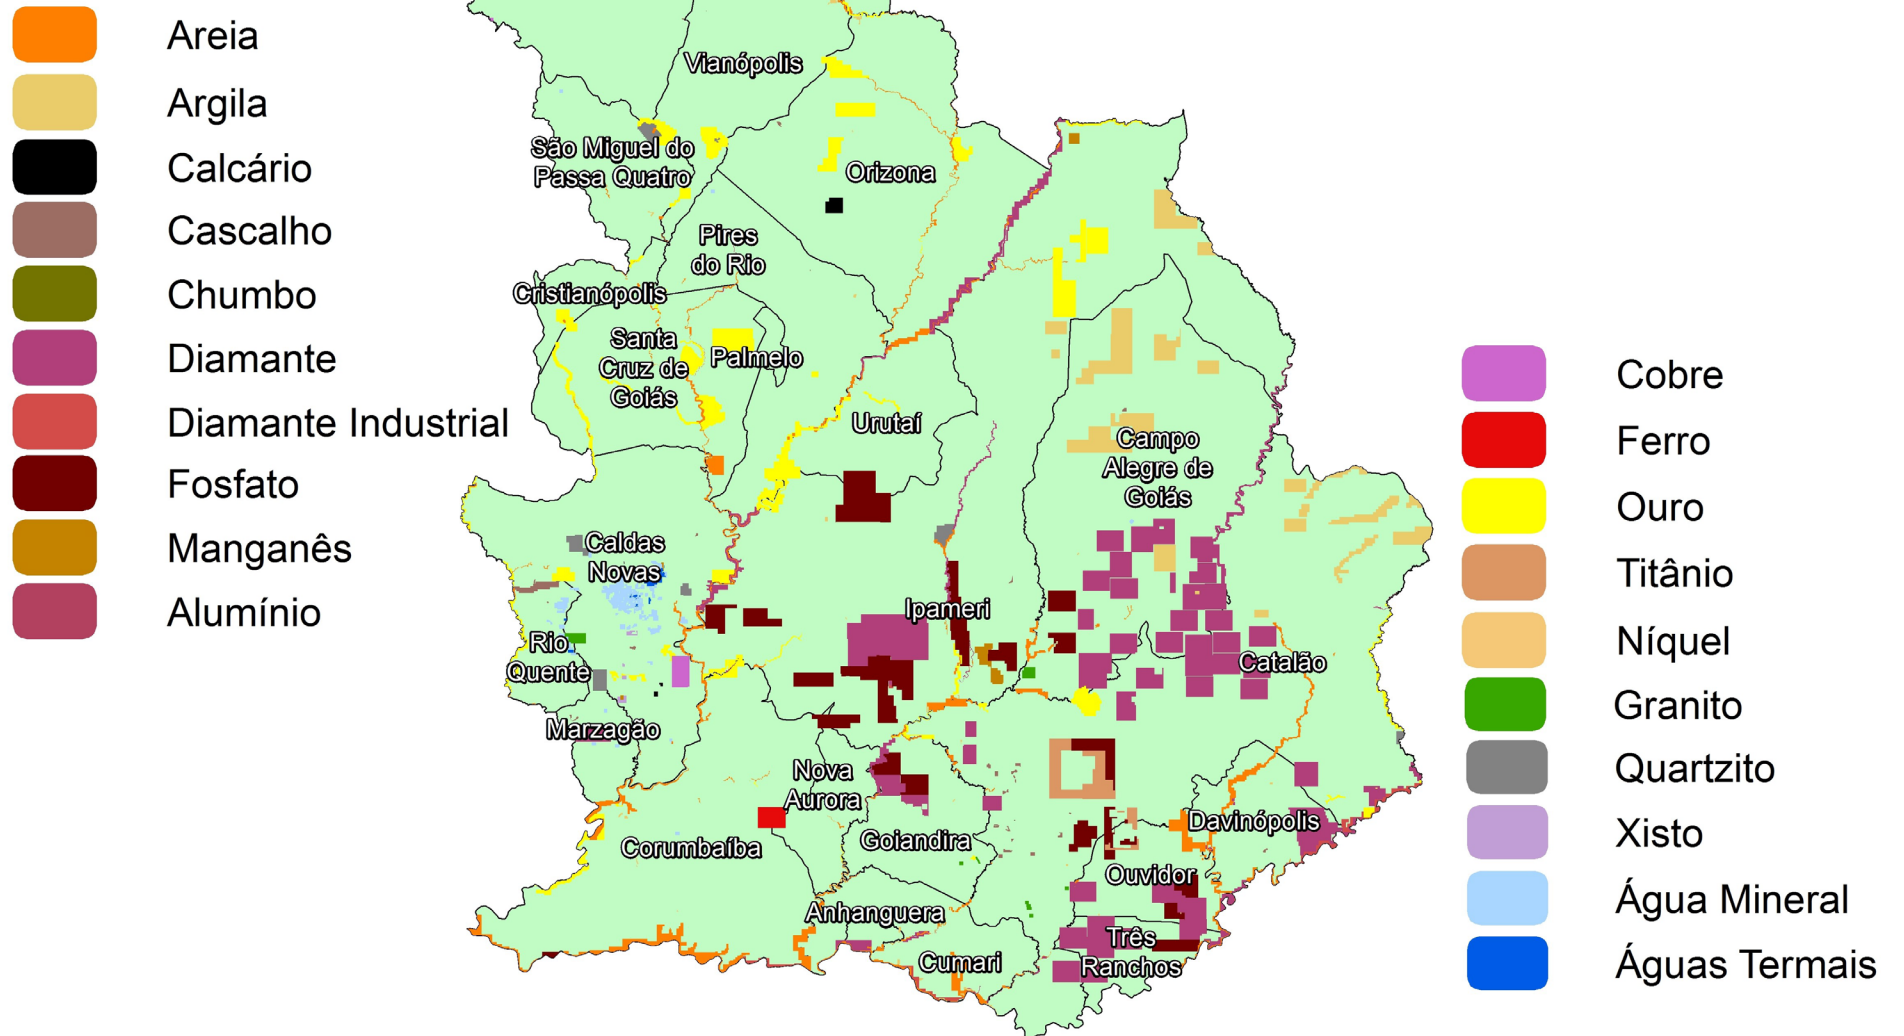 Areia
Argila
Calcário
Cascalho
Chumbo
Diamante
Diamante Industrial
Fosfato
Manganês
Alumínio
Vianópolis
São Miguel do
Passa Quatro
Orizona
Pires
do Rio
Cristianópolis
Santa
Cruz de
Goiás
Palmelo
Urutaí
Campo
Alegre de
Goiás
Caldas
Novas
Ipameri
Rio
Quente
Catalão
Marzagão
Nova
Aurora
Corumbaíba
Goiandira
Davinópolis
Ouvidor
Anhanguera
Três
Ranchos
Cumari
Cobre
Ferro
Ouro
Titânio
Níquel
Granito
Quartzito
Xisto
Água Mineral
Águas Termais